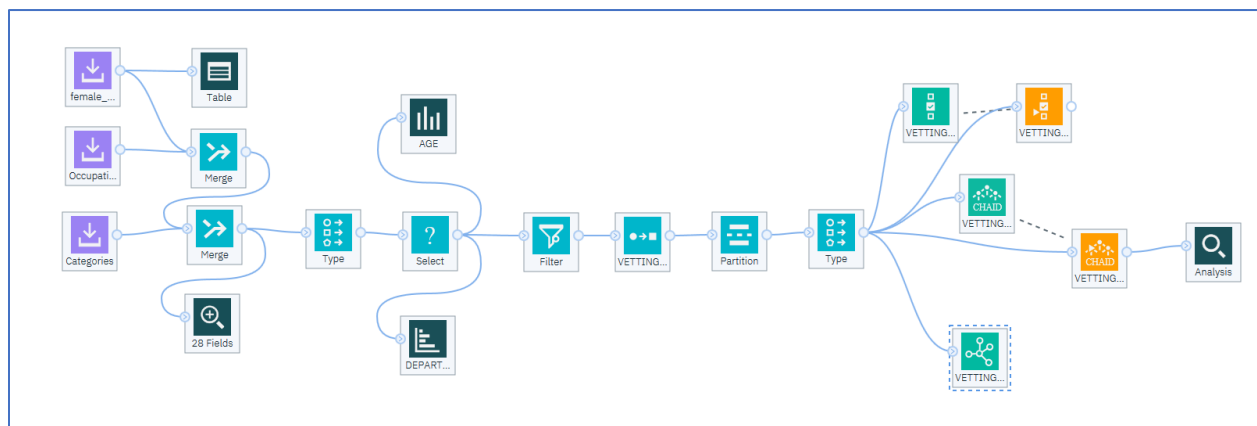 female_...
Table
Occupati...
Merge
Categories
Merge
28 Fields
Type
AGE
?
Select
DEPART...
Filter
VETTING...
Partition
Type
VETTING...
VETTING...
CHAID
VETTING...
CHAID
VETTING...
Analysis
VETTING...